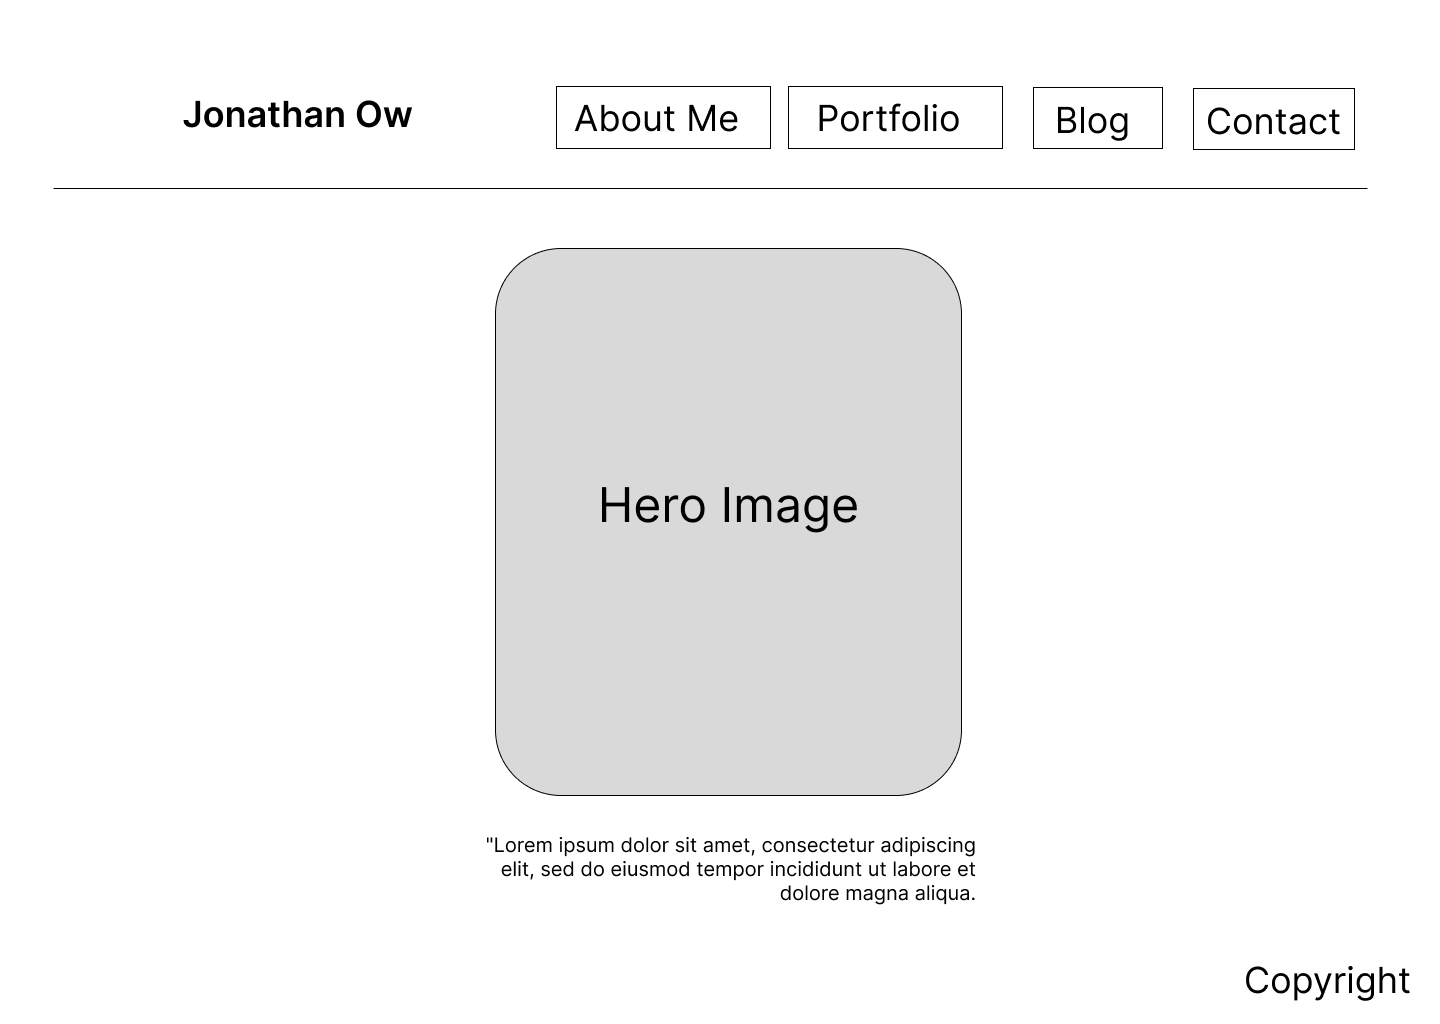 Jonathan Ow
About Me
Portfolio
Blog
Contact
Hero Image
"Lorem ipsum dolor sit amet, consectetur adipiscing
elit, sed do eiusmod tempor incididunt ut labore et
dolore magna aliqua.
Copyright